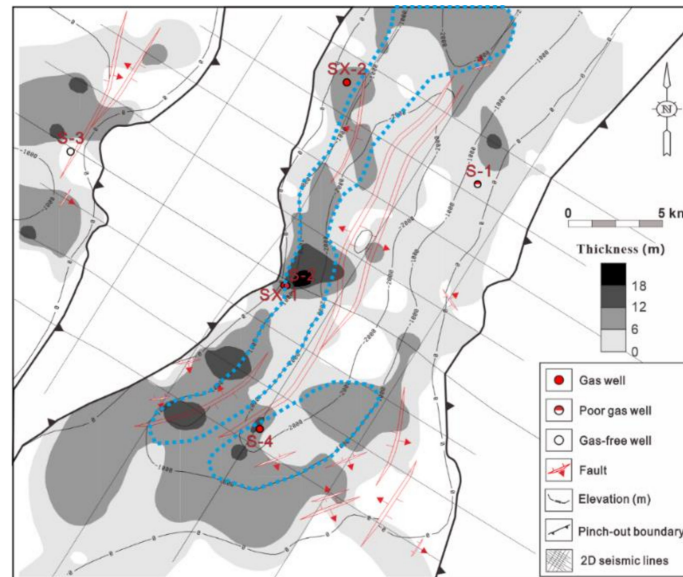 SX-2
S-3
S-1
N
0 5 km
Thickness (m)
18
12
6
0
S-2
SX-1
S-4
Gas well
Poor gas well
Gas-free well
Fault
Elevation (m)
Pinch-out boundary
2D seismic lines